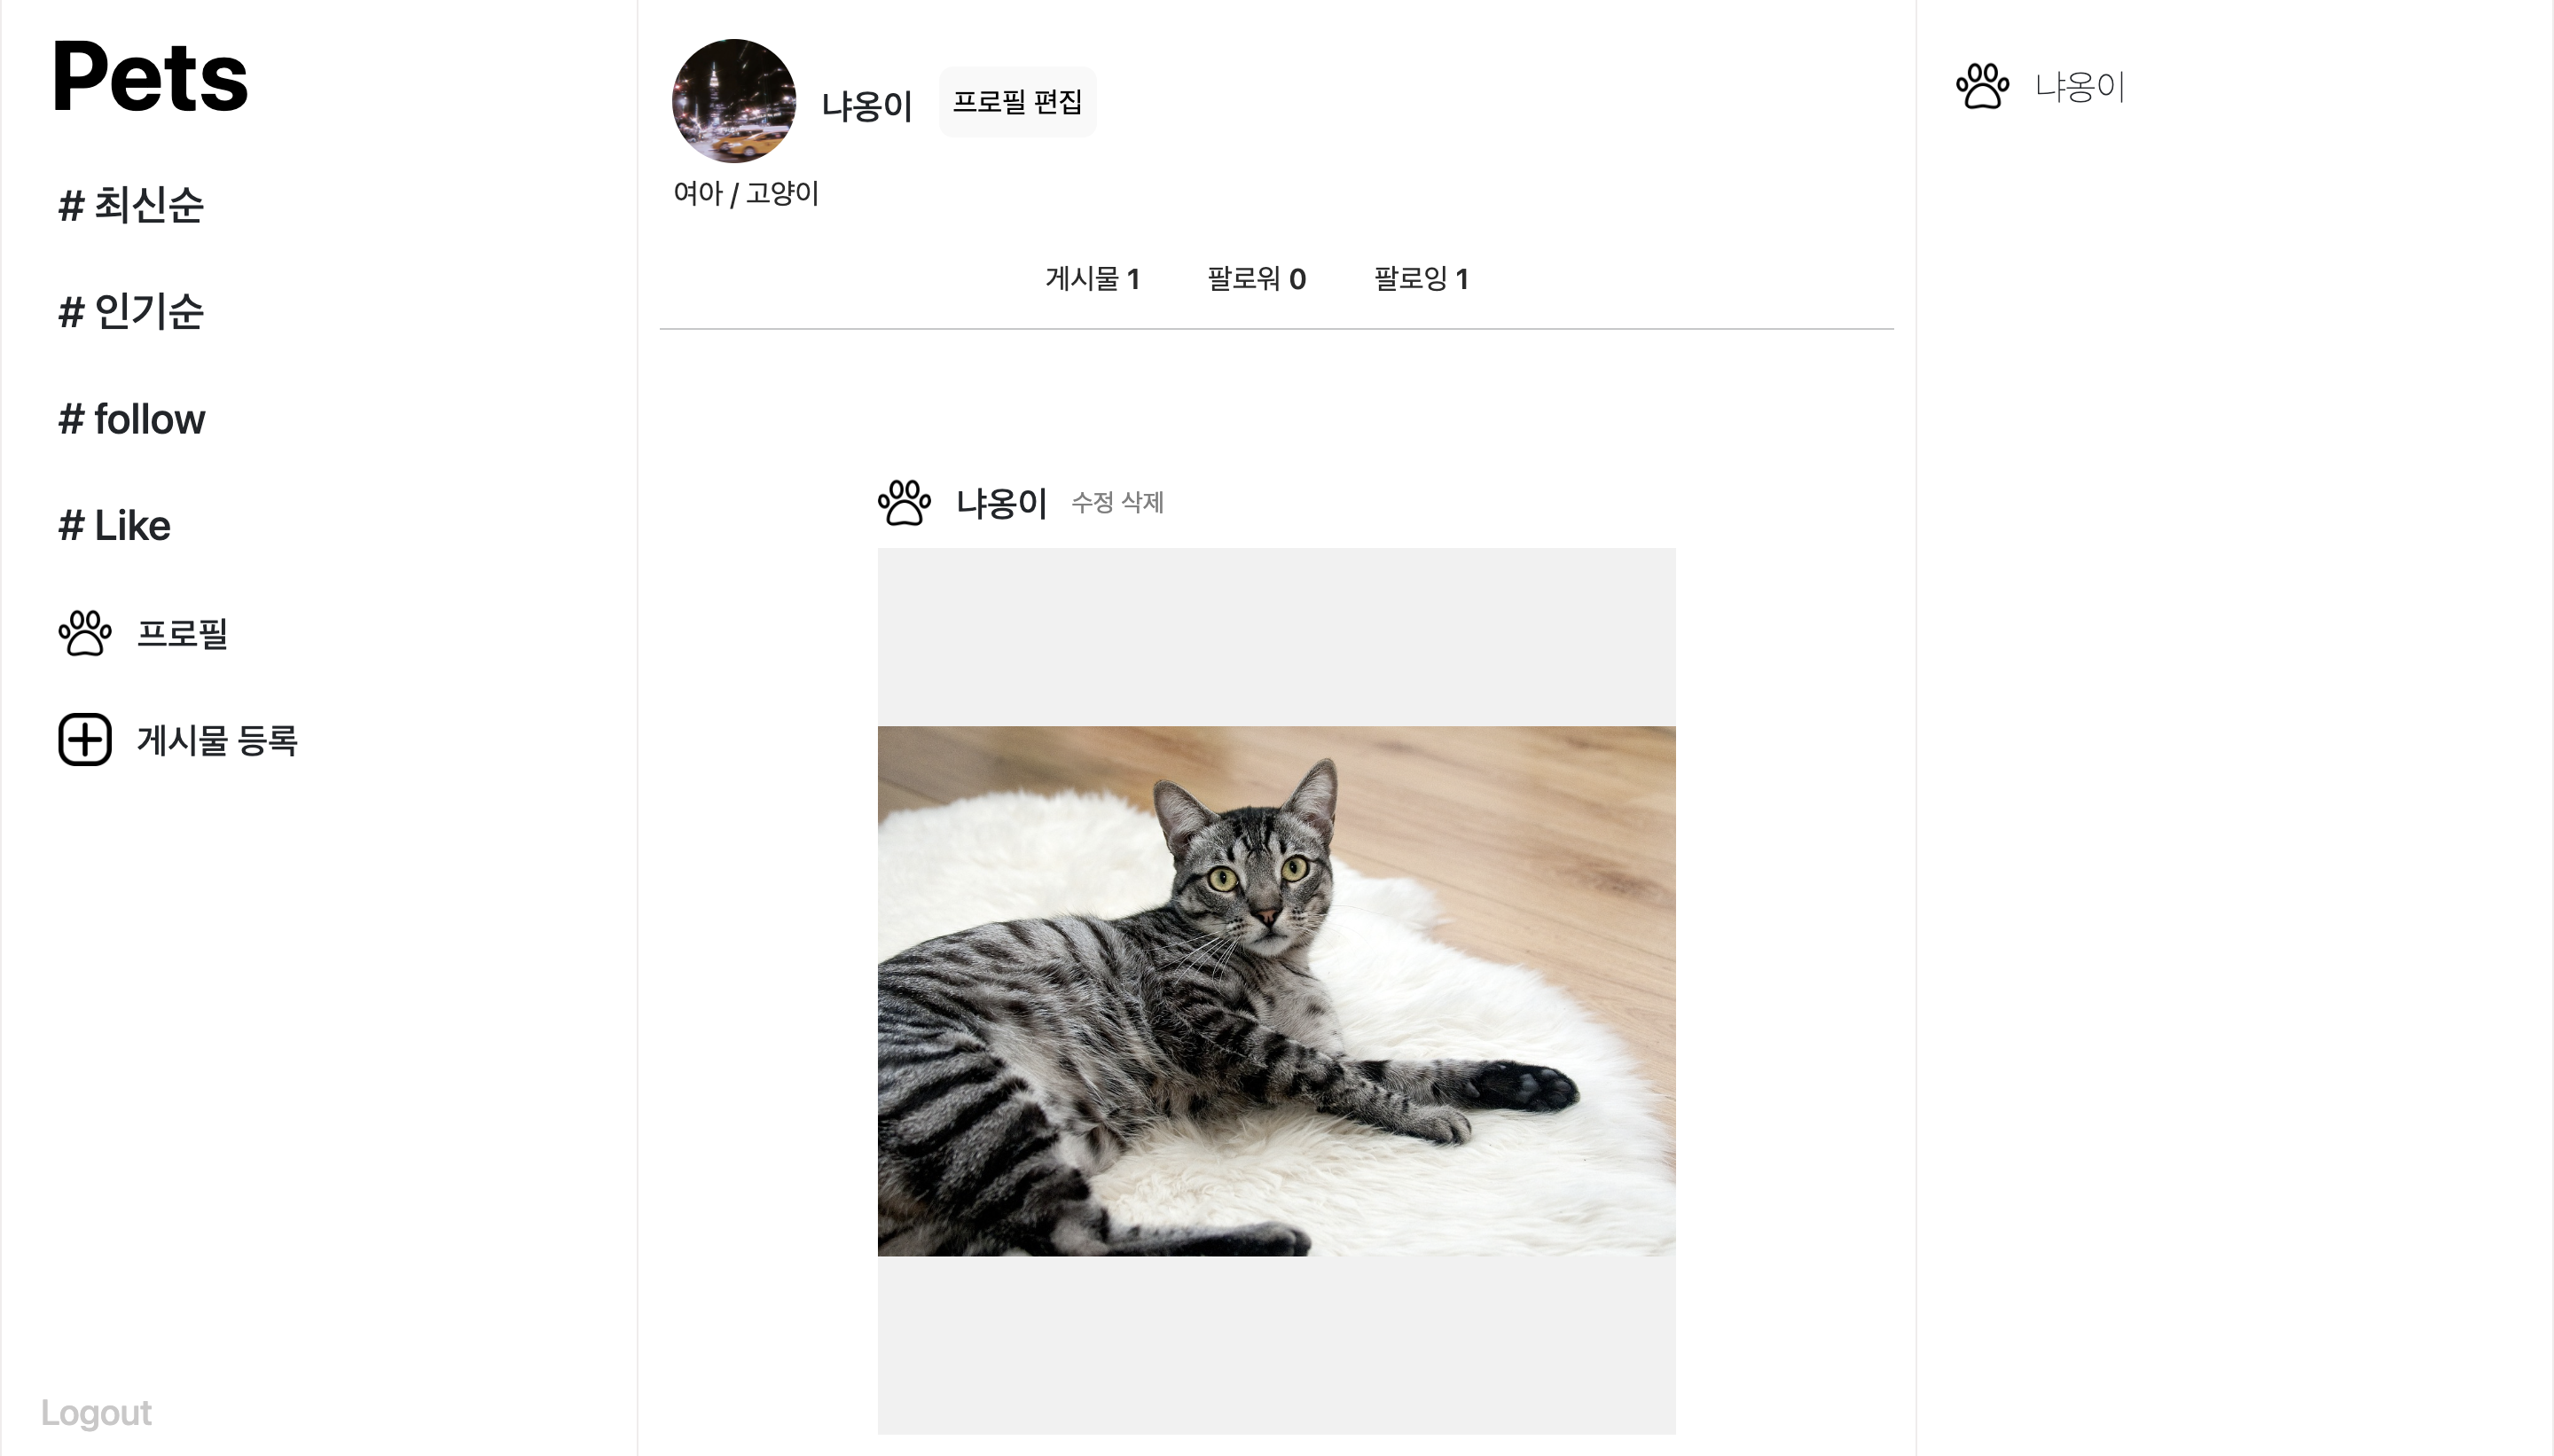 Pets
# 최신순
# 인기순
# follow
# Like
프로필
게시물 등록
Logout
냐옹이 프로필 편집
여아 / 고양이
게시물 1 팔로워 0 팔로잉 1
냐옹이 수정 삭제
냐옹이